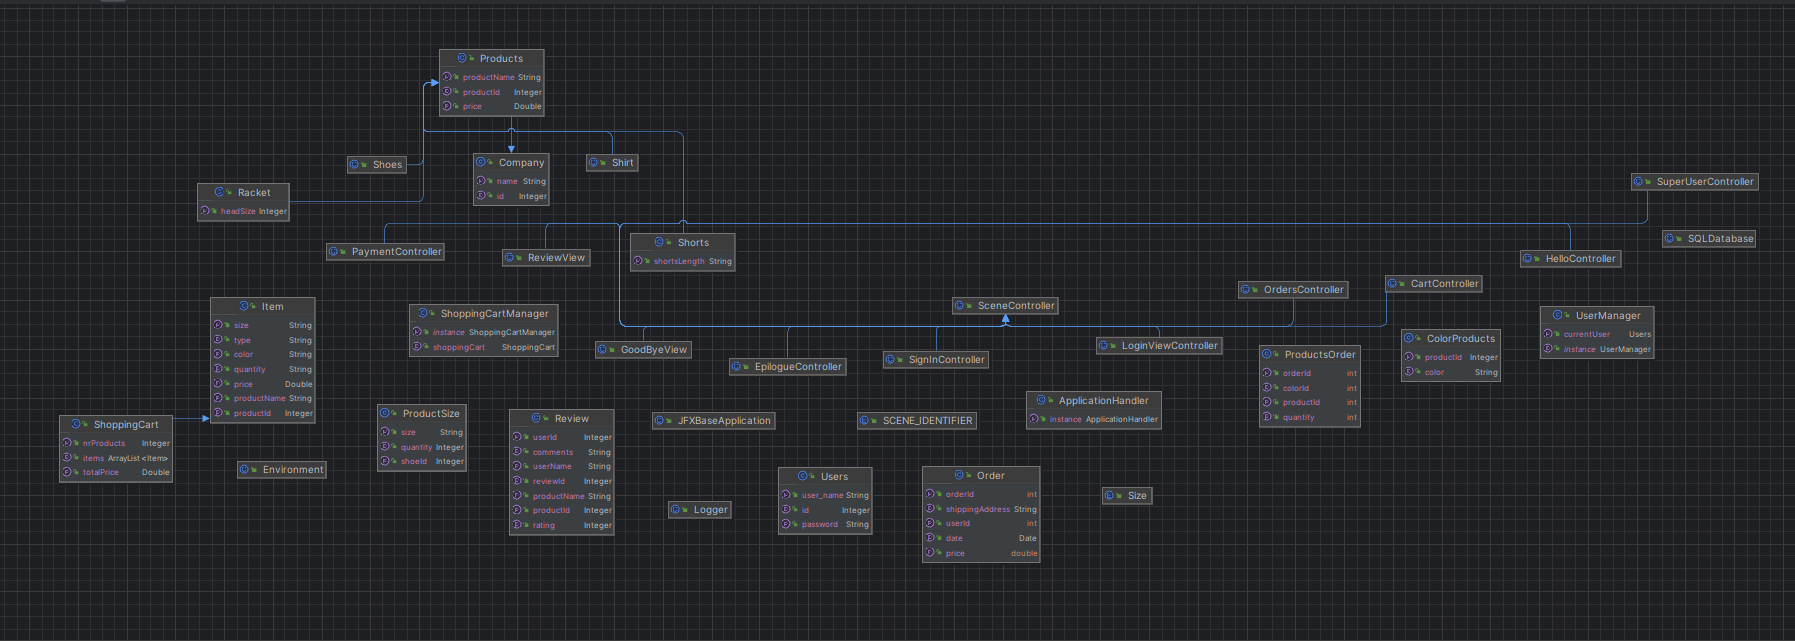 Products
productName String
productId Integer
price Double
Shoes
Company
name String
id Integer
Shirt
Racket
headSize Integer
SuperUserController
PaymentController
ReviewView
Shorts
shortsLength String
HelloController
SQLDatabase
Item
size String
type String
color String
quantity String
price Double
productName String
productId Integer
ShoppingCartManager
instance ShoppingCartManager
shoppingCart ShoppingCart
SceneController
OrdersController
CartController
GoodByeView
EpilogueController
SignInController
LoginViewController
ProductsOrder
orderId int
colorId int
productId int
quantity int
ColorProducts
productId Integer
color String
UserManager
currentUser Users
instance UserManager
ShoppingCart
nrProducts Integer
items ArrayList<Item>
totalPrice Double
Environment
ProductSize
size String
quantity Integer
shoeId Integer
Review
userId Integer
comments String
userName String
reviewId Integer
productName String
productId Integer
rating Integer
JFXBaseApplication
SCENE_IDENTIFIER
ApplicationHandler
instance ApplicationHandler
Logger
Users
user_name String
id Integer
password String
Order
orderId int
shippingAddress String
userId int
date Date
price double
Size